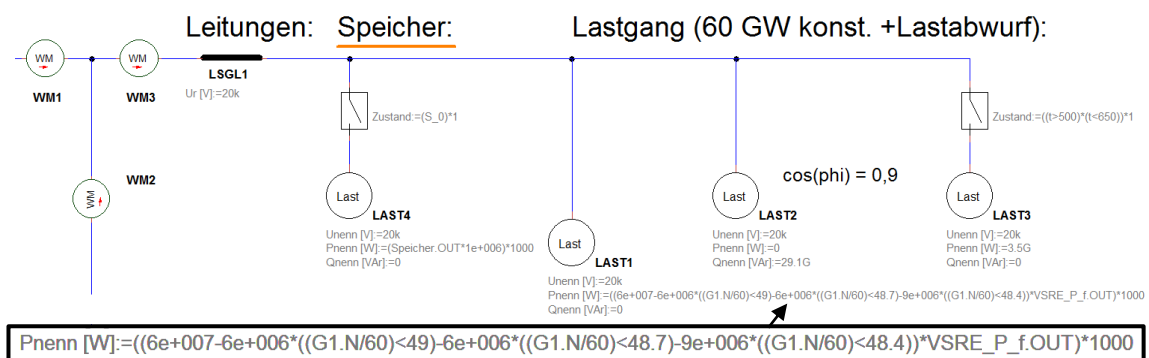 Leitungen: Speicher: Lastgang (60 GW konst. +Lastabwurf):
WM WM
WM1 WM3 LSGL1
Ur [V]:=20k
Zustand:=(S_0)*1 Zustand:=((t>500)*(t<650))*1
WM WM2
cos(phi) = 0,9
Last
LAST4
Unenn [V]:=20k
Pnenn [W]:=(Speicher.OUT*1e+006)*1000
Qnenn [VAr]:=0
Last
LAST1
Unenn [V]:=20k
Pnenn [W]:=((6e+007-6e+006*((G1.N/60)<49)-6e+006*((G1.N/60)<48.7)-9e+006*((G1.N/60)<48.4))*VSRE_P_f.OUT)*1000
Qnenn [VAr]:=0
Last
LAST2
Unenn [V]:=20k
Pnenn [W]:=0
Qnenn [VAr]:=29.1G
Last
LAST3
Unenn [V]:=20k
Pnenn [W]:=3.5G
Qnenn [VAr]:=0
Pnenn [W]:=((6e+007-6e+006*((G1.N/60)<49)-6e+006*((G1.N/60)<48.7)-9e+006*((G1.N/60)<48.4))*VSRE_P_f.OUT)*1000